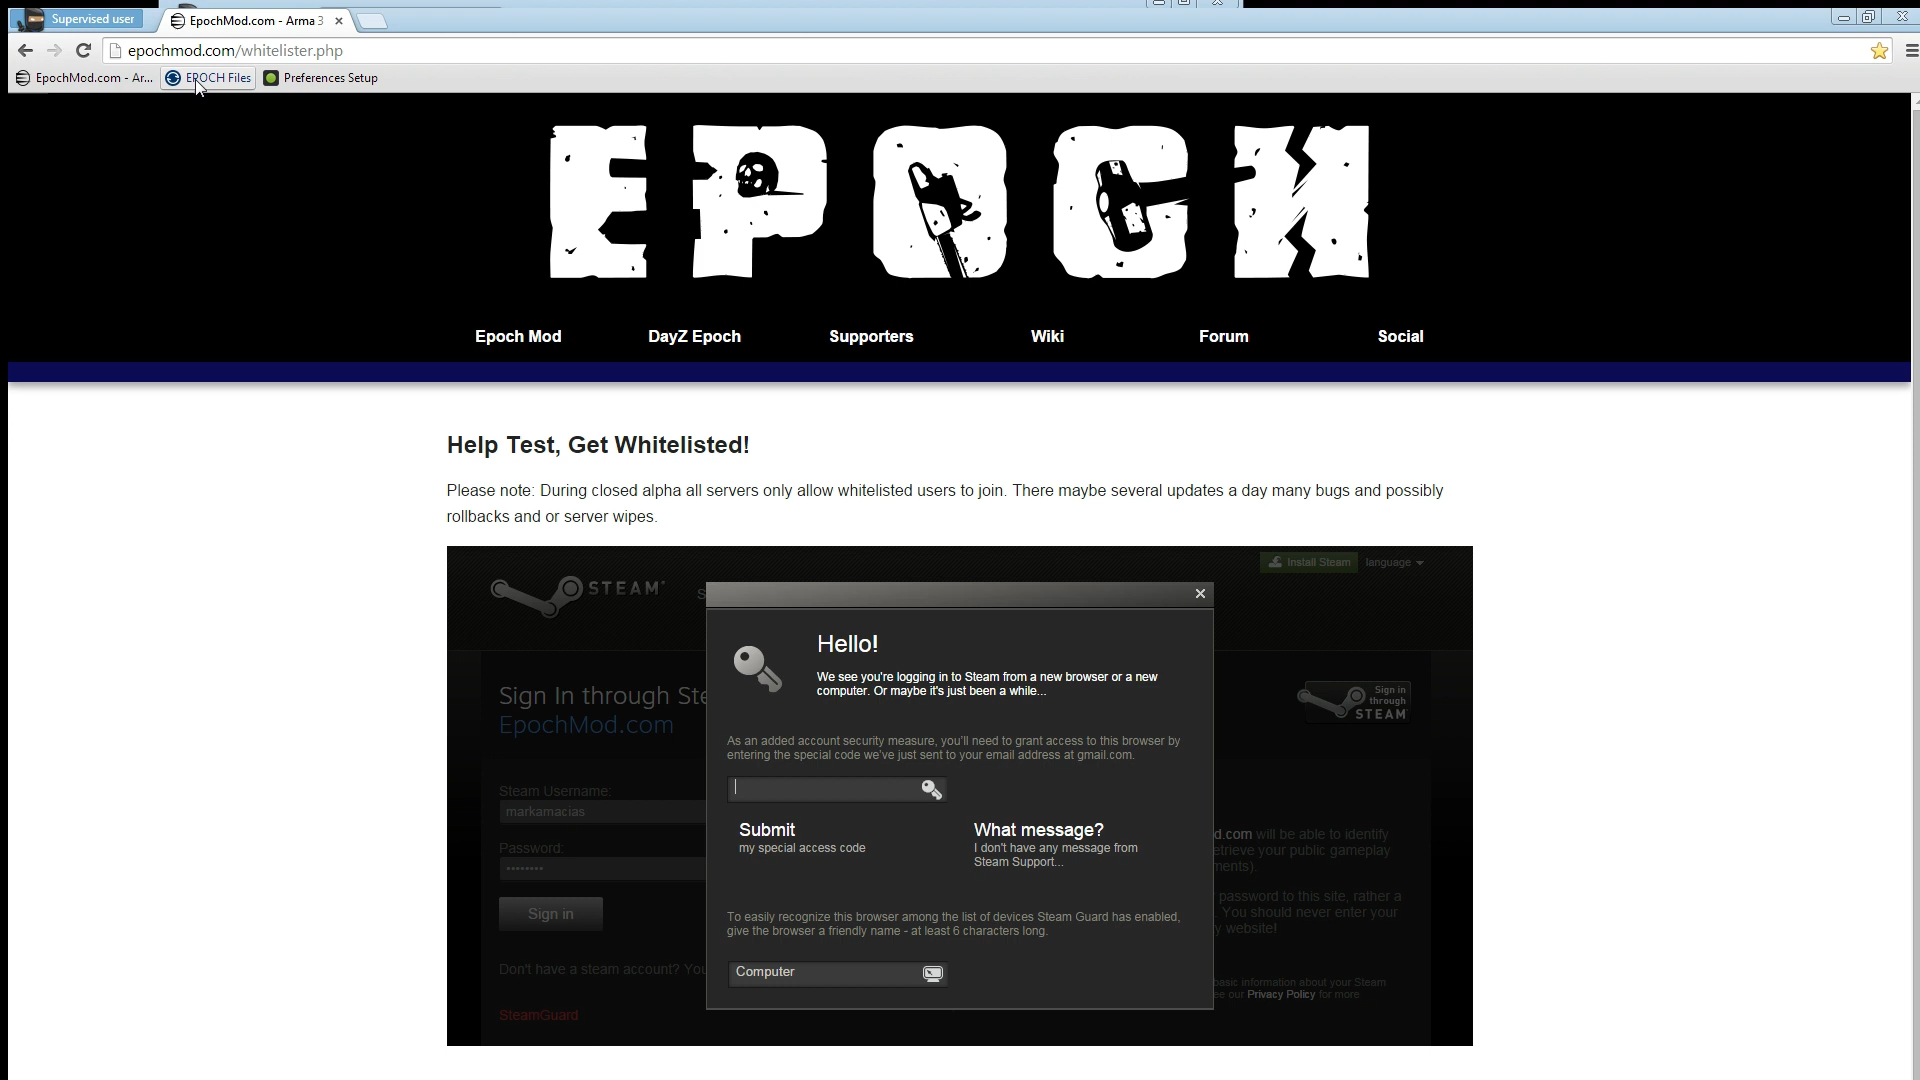 Supervised user
EpochMod.com - Arma 3
epochmod.com/whitelister.php
EpochMod.com - Ar...
EPOCH Files
Preferences Setup
EPOCH
Epoch Mod
DayZ Epoch
Supporters
Wiki
Forum
Social
Help Test, Get Whitelisted!
Please note: During closed alpha all servers only allow whitelisted users to join. There maybe several updates a day many bugs and possibly
rollbacks and or server wipes.
Install Steam
language
STEAM
S
Hello!
We see you're logging in to Steam from a new browser or a new
computer. Or maybe it's just been a while...
Sign In through Ste
EpochMod.com
Sign in
through
STEAM
As an added account security measure, you'll need to grant access to this browser by
entering the special code we've just sent to your email address at gmail.com.
Steam Username:
markamacias
Submit
my special access code
What message?
I don't have any message from
Steam Support...
Password:
********
d.com will be able to identify
etrieve your public gameplay
ments).
password to this site, rather a
. You should never enter your
y website!
Sign in
To easily recognize this browser among the list of devices Steam Guard has enabled,
give the browser a friendly name - at least 6 characters long.
Computer
Don't have a steam account? You
basic information about your Steam
ee our Privacy Policy for more
SteamGuard